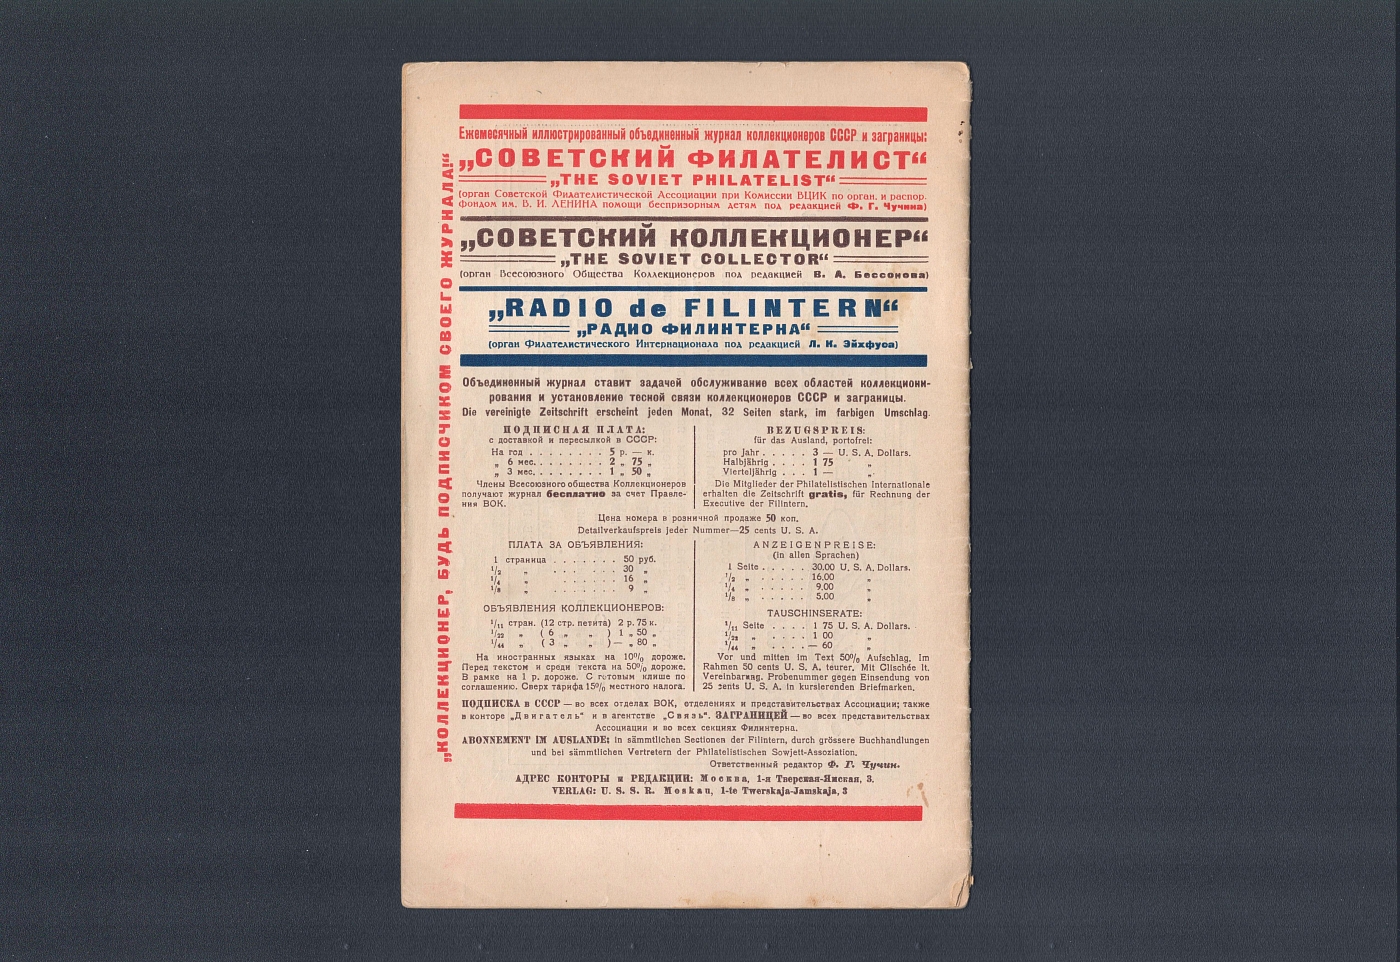 Ежемесячный иллюстрированный объединенный журнал коллекционеров СССР и заграницы:
„СОВЕТСКИЙ ФИЛАТЕЛИСТ“
„THE SOVIET PHILATELIST“
(орган Советской Филателистической Ассоциации при Комиссии ВЦИК по орган. и распор.
Фондом им. В. И. ЛЕНИНА помощи беспризорным детям под редакцией Ф. Г. Чучина)
„СОВЕТСКИЙ КОЛЛЕКЦИОНЕР“
„THE SOVIET COLLECTOR“
(орган Всесоюзного Общества Коллекционеров под редакцией В. А. Бессонова)
„RADIO de FILINTERN“
„РАДИО ФИЛИНТЕРНА“
(орган Филателистического Интернационала под редакцией Л. К. Эйхфуса)
„КОЛЛЕКЦИОНЕР, БУДЬ ПОДПИСЧИКОМ СВОЕГО ЖУРНАЛА!“
Объединенный журнал ставит задачей обслуживание всех областей коллекциони-
рования и установление тесной связи коллекционеров СССР и заграницы.
Die vereinigte Zeitschrift erscheint jeden Monat, 32 Seiten stark, im farbigen Umschlag.
ПОДПИСНАЯ ПЛАТА:
с доставкой и пересылкой в СССР:
На год . . . . . . . . 5 р. — к.
„ 6 мес. . . . . . . . 2 „ 75 „
„ 3 мес. . . . . . . . 1 „ 50 „
Члены Всесоюзного общества Коллекционеров
получают журнал бесплатно за счет Правле-
ния ВОК.
BEZUGSPREIS:
für das Ausland, portofrei:
pro Jahr . . . . . 3 — U. S. A. Dollars.
Halbjährig . . . . 1 75 „
Vierteljährig . . . 1 — „
Die Mitglieder der Philatelistischen Internationale
erhalten die Zeitschrift gratis, für Rechnung der
Executive der Filintern.
Цена номера в розничной продаже 50 коп.
Detailverkaufspreis jeder Nummer—25 cents U. S. A.
ПЛАТА ЗА ОБЪЯВЛЕНИЯ:
1 страница . . . . . . . 50 руб.
1/2 „ . . . . . . 30 „
1/4 „ . . . . . . . 16 „
1/8 „ . . . . . . . 9 „
ОБЪЯВЛЕНИЯ КОЛЛЕКЦИОНЕРОВ:
1/11 стран. (12 стр. петита) 2 р. 75 к.
1/22 „ ( 6 „ „ ) 1 „ 50 „
1/44 „ ( 3 „ „ ) — „ 80 „
На иностранных языках на 10% дороже.
Перед текстом и среди текста на 50% дороже.
В рамке на 1 р. дороже. С готовым клише по
соглашению. Сверх тарифа 15% местного налога.
ANZEIGENPREISE:
(in allen Sprachen)
1 Seite . . . . . 30.00 U. S. A. Dollars.
1/2 „ . . . . . 16.00 „
1/4 „ . . . . . 9.00 „
1/8 „ . . . . . 5.00 „
TAUSCHINSERATE:
1/11 Seite . . . . 1 75 U. S. A. Dollars.
1/22 „ . . . . 1 00 „
1/44 „ . . . . — 60 „
Vor und mitten im Text 50% Aufschlag. Im
Rahmen 50 cents U. S. A. teurer. Mit Clischée lt.
Vereinbarung. Probenummer gegen Einsendung von
25 cents U. S. A. in kursierenden Briefmarken.
ПОДПИСКА в СССР — во всех отделах ВОК, отделениях и представительствах Ассоциации; также
в конторе „Двигатель“ и в агентстве „Связь“. ЗАГРАНИЦЕЙ — во всех представительствах
Ассоциации и во всех секциях Филинтерна.
ABONNEMENT IM AUSLANDE: in sämmtlichen Sectionen der Filintern, durch grössere Buchhandlungen
und bei sämmtlichen Vertretern der Philatelistischen Sowjett-Assoziation.
Ответственный редактор Ф. Г. Чучин.
АДРЕС КОНТОРЫ и РЕДАКЦИИ: Москва, 1-я Тверская-Ямская, 3.
VERLAG: U. S. S. R. Moskau, 1-te Twerskaja-Jamskaja, 3